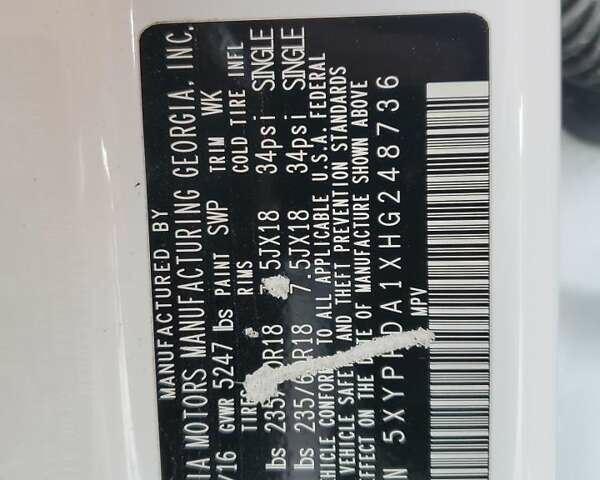 MANUFACTURED BY
IA MOTORS MANUFACTURING GEORGIA, INC.
/16 GVWR 5247 lbs PAINT SWP TRIM WK
TIRE RIMS COLD TIRE INFL
lbs 235/ R18 7.5JX18 34psi SINGLE
lbs 235/6 R18 7.5JX18 34psi SINGLE
HICLE CONFOR TO ALL APPLICABLE U.S.A. FEDERAL
VEHICLE SAFE AND THEFT PREVENTION STANDARDS
EFFECT ON THE DATE OF MANUFACTURE SHOWN ABOVE
N 5XYP DA1XHG248736
MPV